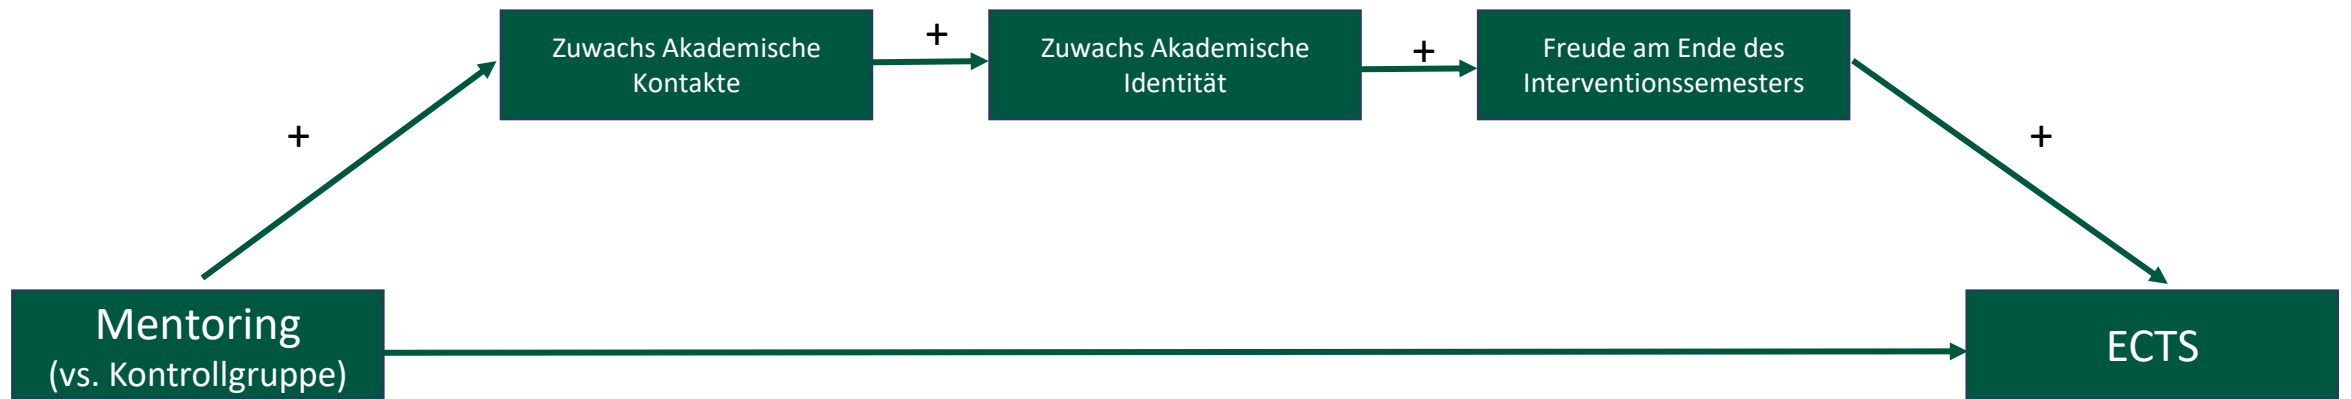 Zuwachs Akademische
Kontakte
+
Zuwachs Akademische
Identität
+
Freude am Ende des
Interventionssemesters
+
+
Mentoring
(vs. Kontrollgruppe)
ECTS